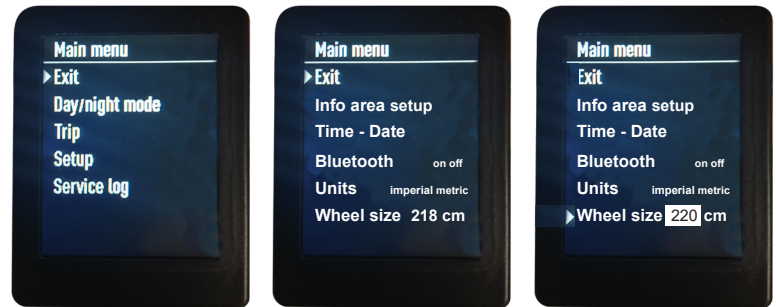 Main menu
Exit
Day/night mode
Trip
Setup
Service log
Main menu
Exit
Info area setup
Time - Date
Bluetooth on off
Units imperial metric
Wheel size 218 cm
Main menu
Exit
Info area setup
Time - Date
Bluetooth on off
Units imperial metric
Wheel size 220 cm